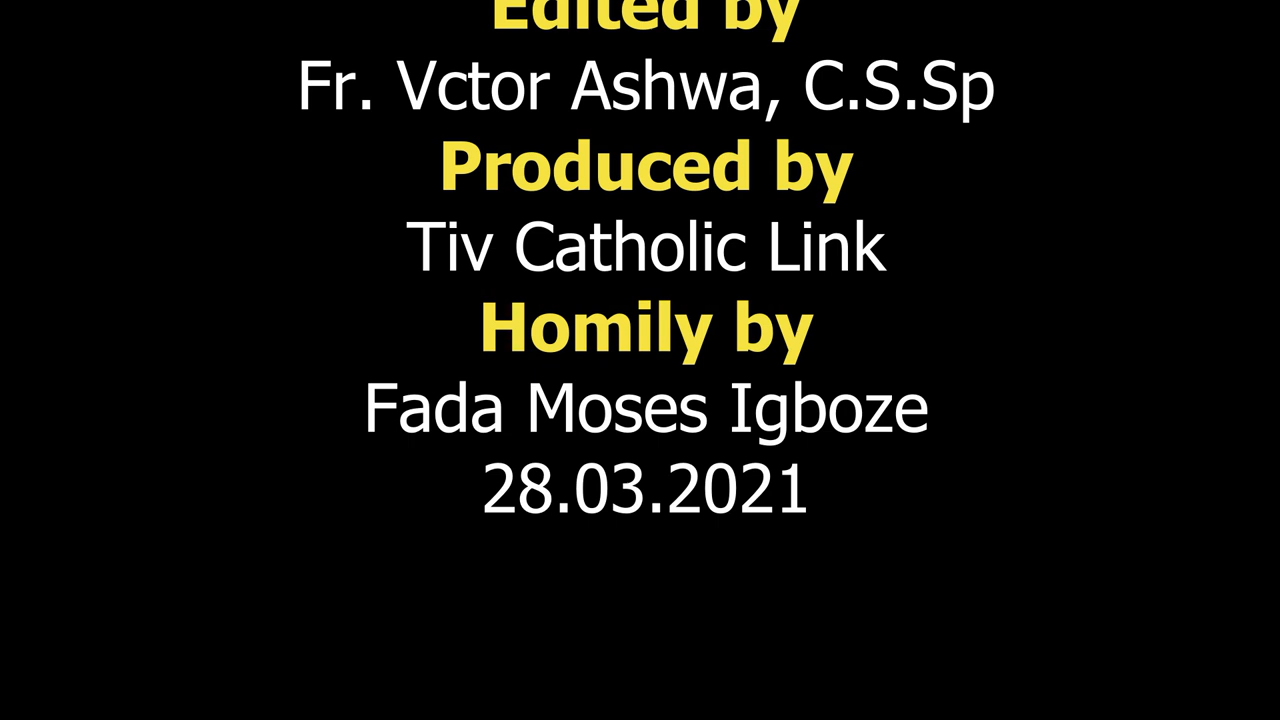 Edited by
Fr. Vctor Ashwa, C.S.Sp
Produced by
Tiv Catholic Link
Homily by
Fada Moses Igboze
28.03.2021